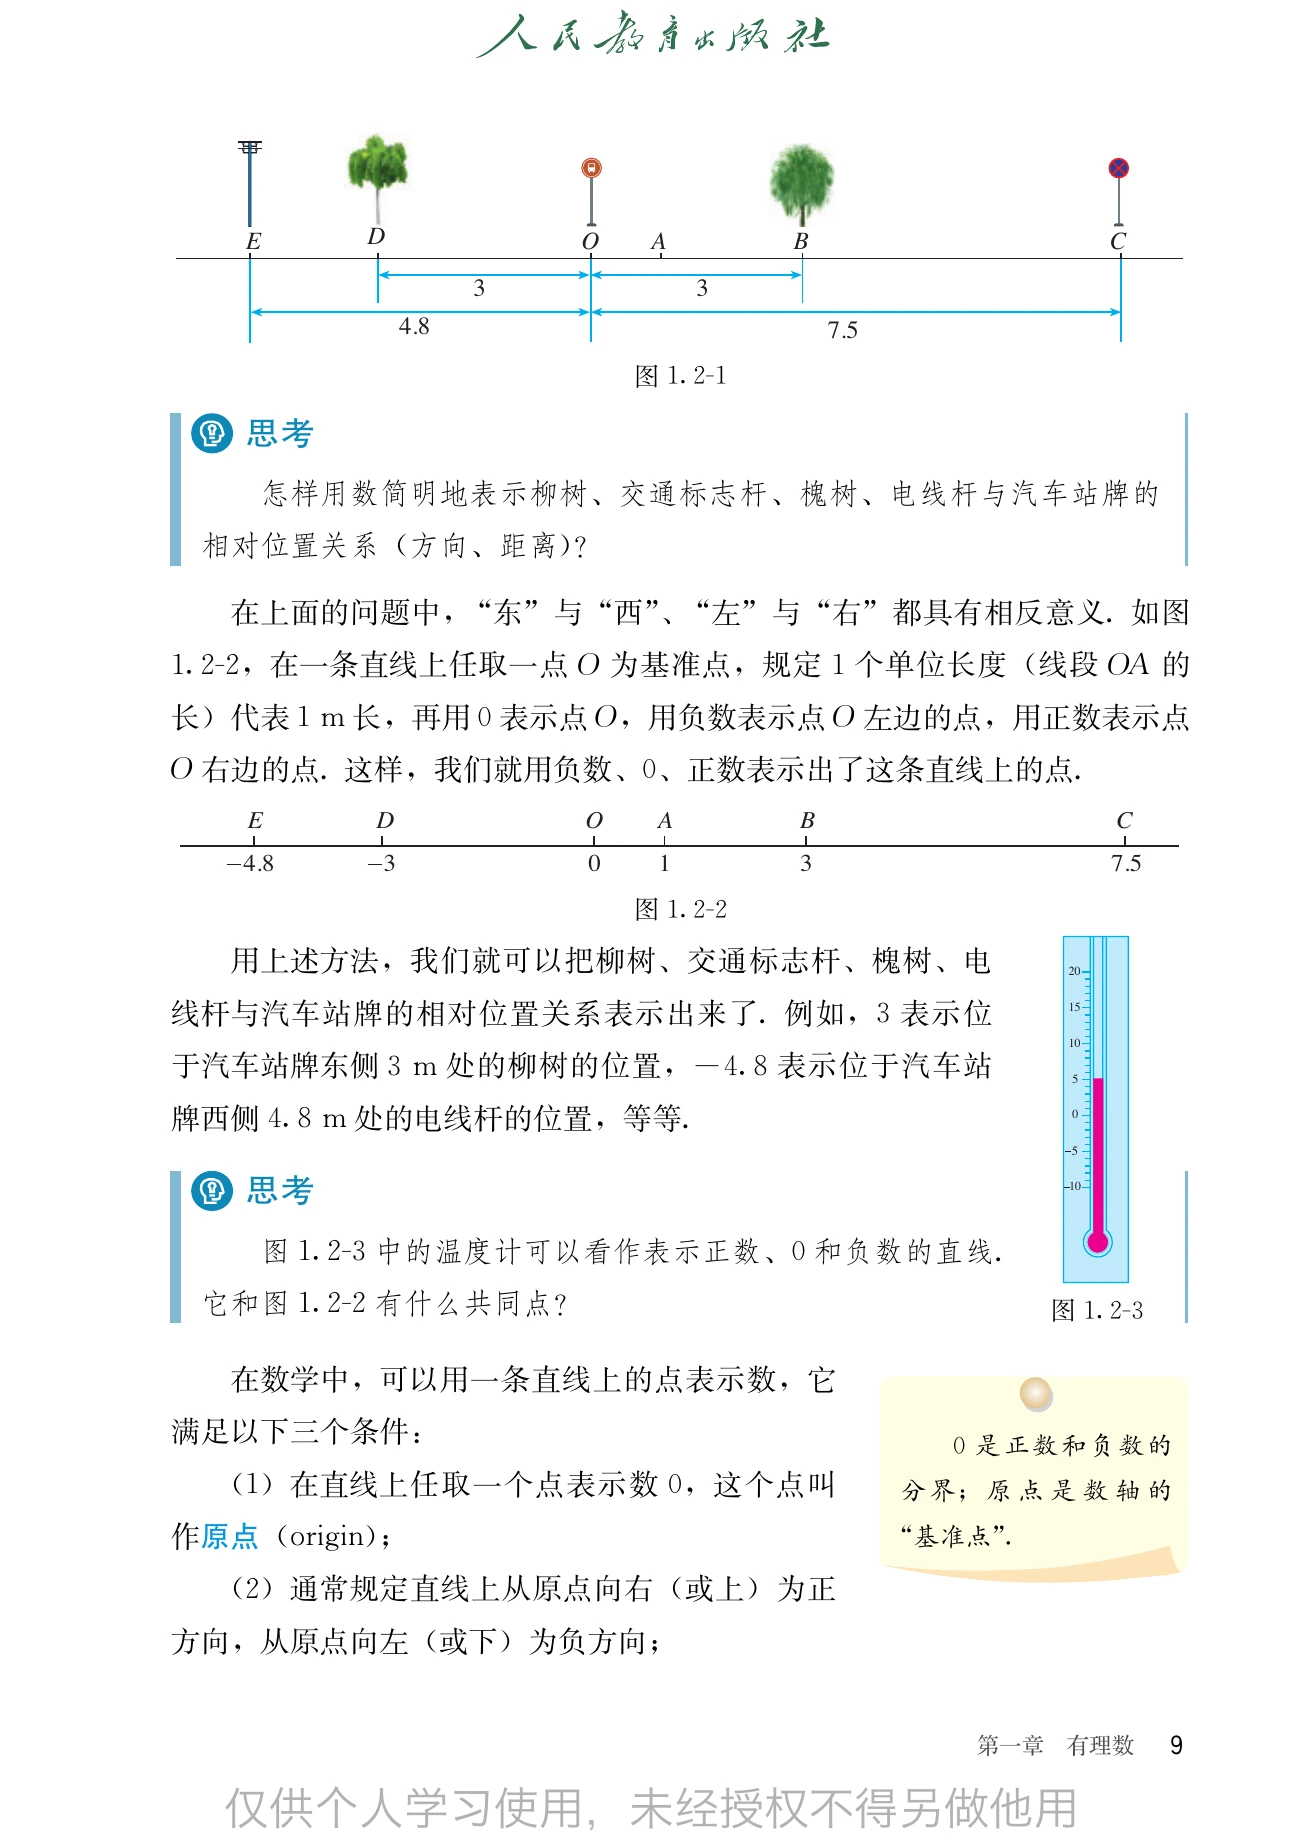 人民教育出版社
E D O A B C
3 3
4.8 7.5
图 1.2-1
思考
怎样用数简明地表示柳树、交通标志杆、槐树、电线杆与汽车站牌的
相对位置关系（方向、距离）？
在上面的问题中，“东”与“西”、“左”与“右”都具有相反意义. 如图
1.2-2，在一条直线上任取一点 O 为基准点，规定 1 个单位长度（线段 OA 的
长）代表 1 m 长，再用 0 表示点 O，用负数表示点 O 左边的点，用正数表示点
O 右边的点. 这样，我们就用负数、0、正数表示出了这条直线上的点.
E D O A B C
−4.8 −3 0 1 3 7.5
图 1.2-2
用上述方法，我们就可以把柳树、交通标志杆、槐树、电
线杆与汽车站牌的相对位置关系表示出来了. 例如，3 表示位
于汽车站牌东侧 3 m 处的柳树的位置，−4.8 表示位于汽车站
牌西侧 4.8 m 处的电线杆的位置，等等.
20
15
10
5
0
−5
−10
图 1.2-3
思考
图 1.2-3 中的温度计可以看作表示正数、0 和负数的直线.
它和图 1.2-2 有什么共同点？
在数学中，可以用一条直线上的点表示数，它
满足以下三个条件：
（1）在直线上任取一个点表示数 0，这个点叫
作原点（origin）；
（2）通常规定直线上从原点向右（或上）为正
方向，从原点向左（或下）为负方向；
0 是正数和负数的
分界；原点是数轴的
“基准点”.
第一章 有理数 9
仅供个人学习使用，未经授权不得另做他用